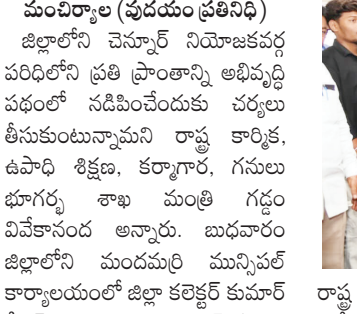 మంచిర్యాల (వుదయం ప్రతినిధి)
జిల్లాలోని చెన్నూర్ నియోజకవర్గ
పరిధిలోని ప్రతి ప్రాంతాన్ని అభివృద్ధి
పథంలో నడిపించేందుకు చర్యలు
తీసుకుంటున్నామని రాష్ట్ర కార్మిక,
ఉపాధి శిక్షణ, కర్మాగార, గనులు
భూగర్భ శాఖ మంత్రి గడ్డం
వివేకానంద అన్నారు. బుధవారం
జిల్లాలోని మందమర్రి మున్సిపల్
కార్యాలయంలో జిల్లా కలెక్టర్ కుమార్
రాష్ట్ర